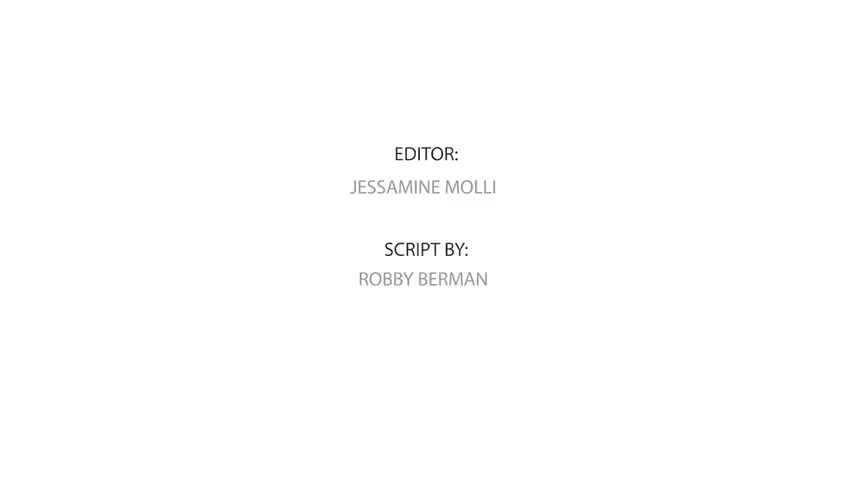 EDITOR:
JESSAMINE MOLLI
SCRIPT BY:
ROBBY BERMAN